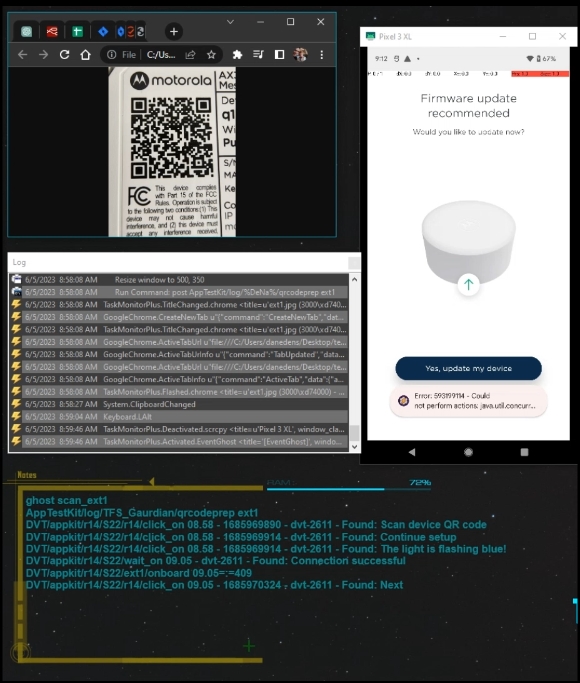 File
C:/Us...
motorola
AX
Mes
De
q1
Wi
Pu
S/N
MA
Ke
Co
IP
FC This device complies
with Part 15 of the FCC
Rules. Operation is subject
to the following two conditions:(1) This
device may not cause harmful
interference, and (2) this device must
accept any interference received,
Pixel 3 XL
9:12
67%
Firmware update
recommended
Would you like to update now?
Yes, update my device
Error: 593199114 - Could
not perform actions. java.util.concurr...
Log
6/5/2023 8:58:08 AM Resize window to 500, 350
6/5/2023 8:58:08 AM Run Command: post AppTestKit/log/%DeNa%/qrcodeprep ext1
6/5/2023 8:58:08 AM TaskMonitorPlus.TitleChanged.chrome <title=u'ext1.jpg (3000\xd740...
6/5/2023 8:58:08 AM GoogleChrome.CreateNewTab u'{"command":"CreateNewTab","dat...
6/5/2023 8:58:08 AM TaskMonitorPlus.TitleChanged.chrome <title=u'ext1.jpg (3000\xd740...
6/5/2023 8:58:08 AM GoogleChrome.ActiveTabUrl u'file:///C:/Users/danedens/Desktop/te...
6/5/2023 8:58:08 AM GoogleChrome.ActiveTabUrInfo u'{"command":"TabUpdated","data...
6/5/2023 8:58:08 AM GoogleChrome.ActiveTabUrl u'file:///C:/Users/danedens/Desktop/te...
6/5/2023 8:58:08 AM GoogleChrome.ActiveTabInfo u'{"command":"ActiveTab","data":{"a...
6/5/2023 8:58:08 AM TaskMonitorPlus.Flashed.chrome <title=u'ext1.jpg (3000\xd74000) - ...
6/5/2023 8:58:27 AM System.ClipboardChanged
6/5/2023 8:59:04 AM Keyboard.LAlt
6/5/2023 8:59:46 AM TaskMonitorPlus.Deactivated.scrcpy <title=u'Pixel 3 XL', window_cla...
6/5/2023 8:59:46 AM TaskMonitorPlus.Activated.EventGhost <title='[EventGhost]', windo...
Rates
RAM
72%
ghost scan_ext1
AppTestKit/log/TFS_Gaurdian/qrcodeprep ext1
DVT/appkit/r14/S22/r14/click_on 08.58 - 1685969890 - dvt-2611 - Found: Scan device QR code
DVT/appkit/r14/S22/r14/click_on 08.58 - 1685969914 - dvt-2611 - Found: Continue setup
DVT/appkit/r14/S22/r14/click_on 08.58 - 1685969914 - dvt-2611 - Found: The light is flashing blue!
DVT/appkit/r14/S22/wait_on 09.05 - dvt-2611 - Found: Connection successful
DVT/appkit/r14/S22/ext1/onboard 09.05=:=409
DVT/appkit/r14/S22/r14/click_on 09.05 - 1685970324 - dvt-2611 - Found: Next